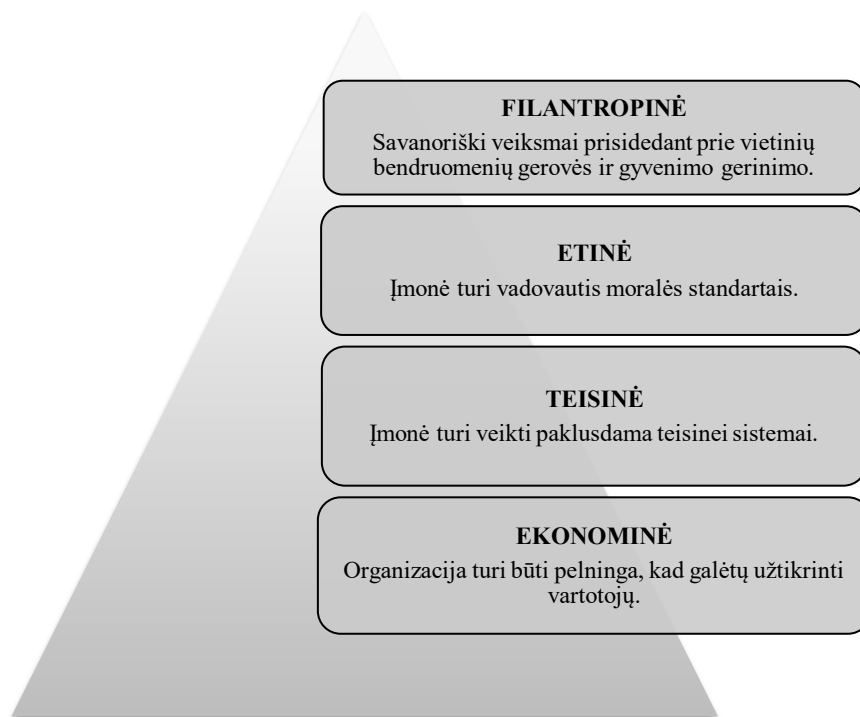 FILANTROPINĖ
Savanoriški veiksmai prisidedant prie vietinių
bendruomenių gerovės ir gyvenimo gerinimo.
ETINĖ
Įmonė turi vadovautis moralės standartais.
TEISINĖ
Įmonė turi veikti paklusdama teisinei sistemai.
EKONOMINĖ
Organizacija turi būti pelninga, kad galėtų užtikrinti
vartotojų.